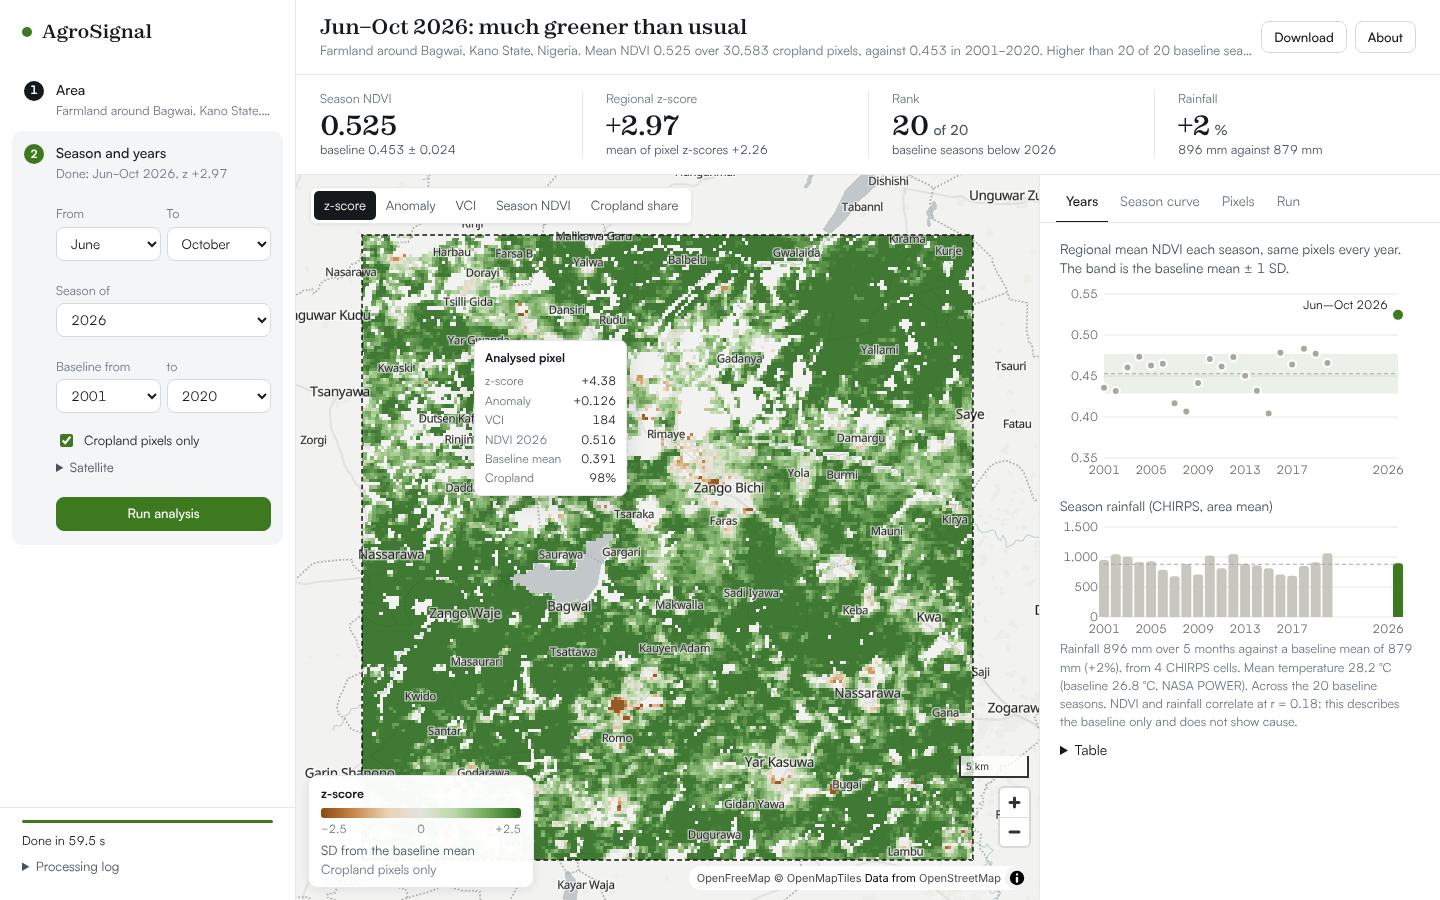 AgroSignal
1 Area
Farmland around Bagwai, Kano State,...
2 Season and years
Done: Jun–Oct 2026, z +2.97
From To
June October
Season of
2026
Baseline from to
2001 2020
Cropland pixels only
Satellite
Run analysis
Done in 59.5 s
Processing log
Jun–Oct 2026: much greener than usual
Farmland around Bagwai, Kano State, Nigeria. Mean NDVI 0.525 over 30,583 cropland pixels, against 0.453 in 2001–2020. Higher than 20 of 20 baseline sea...
Download About
Season NDVI
0.525
baseline 0.453 ± 0.024
Regional z-score
+2.97
mean of pixel z-scores +2.26
Rank
20 of 20
baseline seasons below 2026
Rainfall
+2 %
896 mm against 879 mm
z-score Anomaly VCI Season NDVI Cropland share
Dishishi
Unguwar Zu
Tabannl
Malikawa Garu
Kirama
Harbau
Farsa B
Yalwa
Balbelu
Gwalaida
Kurje
Nasarawa
Dorayi
Tsilli Gida
Dansiri
Rudu
nguwar Kudu
Yar Gwanda
Gadanya
Yallami
Kwaski
Tsauri
Tsanyawa
Dutsen Kaf
Saye
Fatau
Zorgi
Rinjin
Rimaye
Damargu
Yola
Burmi
Dadd
Zango Bichi
Tsaraka
Faras
Mauni
Kirya
Nassarawa
Saurawa
Gargari
Sadi Iyawa
Bagwai
Makwalla
Keba
Kwa
Zango Waje
Tsattawa
Kauyen Adam
Masaurari
Saji
Kwido
Nassarawa
Gana
Zogaraw
Santar
Romo
Yar Kasuwa
Garin Shanono
Godarawa
Bugai
Gidan Yawa
Dugurawa
Lambu
Kayar Waja
Analysed pixel
z-score +4.38
Anomaly +0.126
VCI 184
NDVI 2026 0.516
Baseline mean 0.391
Cropland 98%
z-score
−2.5 0 +2.5
SD from the baseline mean
Cropland pixels only
5 km
+
−
OpenFreeMap © OpenMapTiles Data from OpenStreetMap
Years Season curve Pixels Run
Regional mean NDVI each season, same pixels every year.
The band is the baseline mean ± 1 SD.
0.55
Jun–Oct 2026
0.50
0.45
0.40
0.35
2001 2005 2009 2013 2017 2026
Season rainfall (CHIRPS, area mean)
1,500
1,000
500
0
2001 2005 2009 2013 2017 2026
Rainfall 896 mm over 5 months against a baseline mean of 879
mm (+2%), from 4 CHIRPS cells. Mean temperature 28.2 °C
(baseline 26.8 °C, NASA POWER). Across the 20 baseline
seasons, NDVI and rainfall correlate at r = 0.18; this describes
the baseline only and does not show cause.
Table